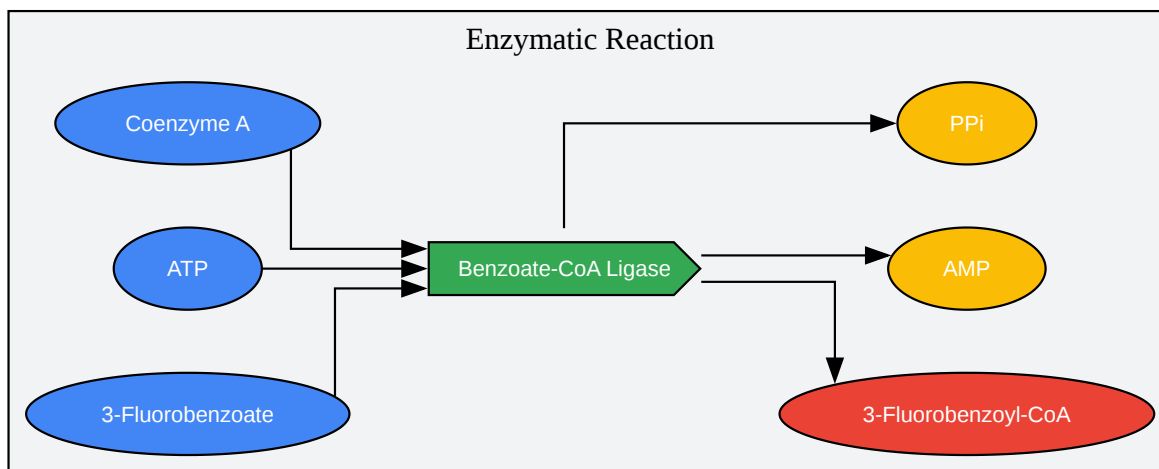 Enzymatic Reaction
Coenzyme A
PPi
ATP
Benzoate-CoA Ligase
AMP
3-Fluorobenzoate
3-Fluorobenzoyl-CoA